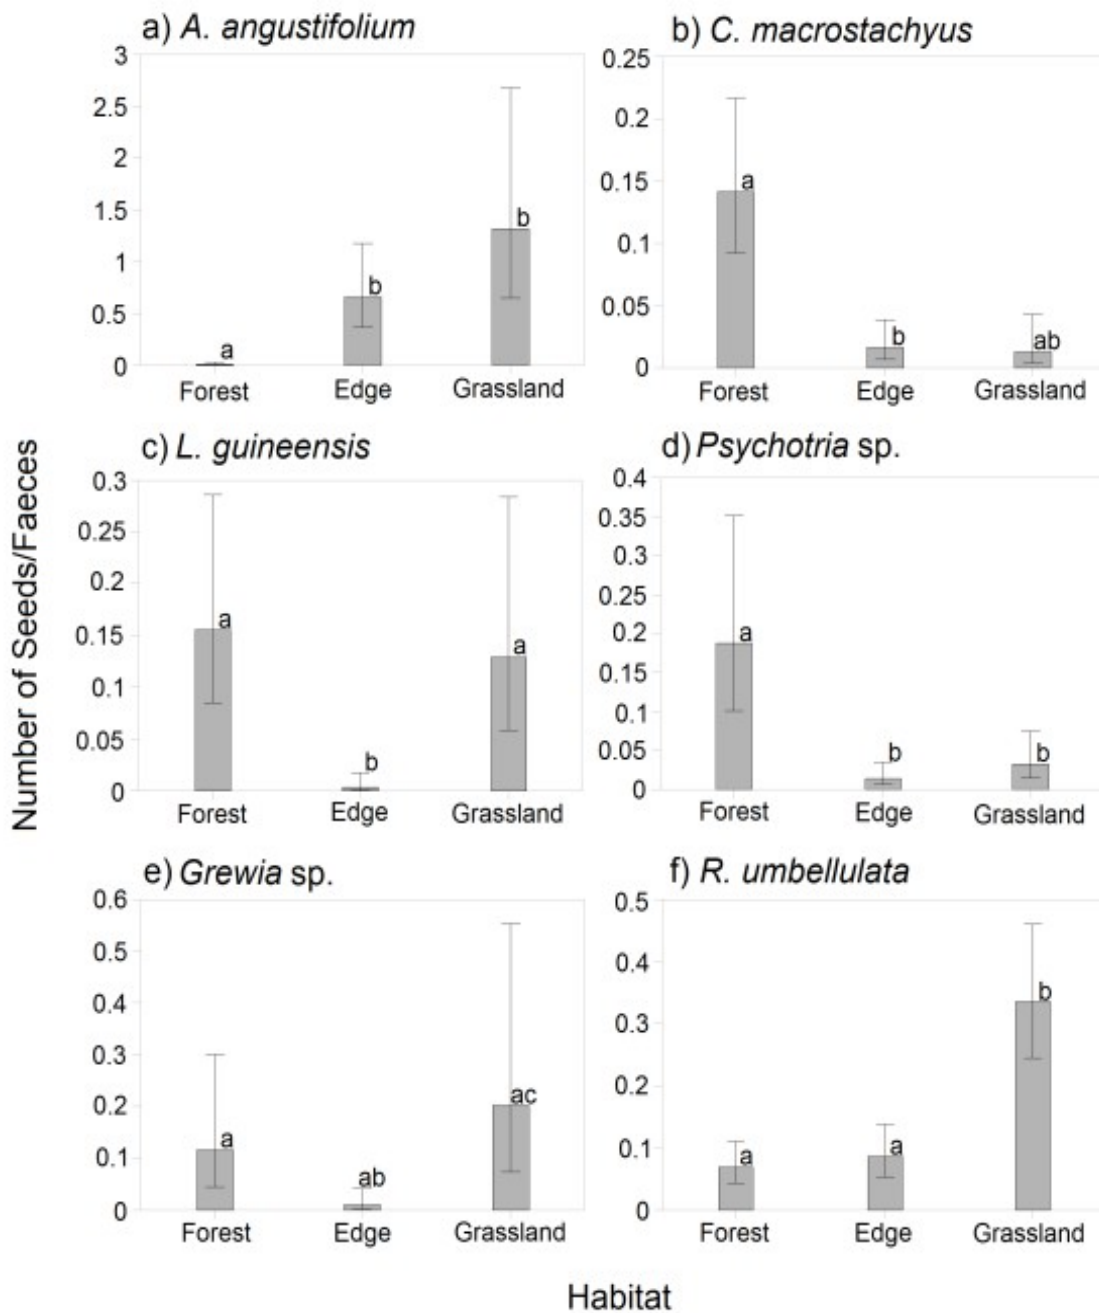 a) A. angustifolium
3
2.5
2
1.5
1
0.5
0
a
b
b
Forest Edge Grassland
b) C. macrostachyus
0.25
0.2
0.15
0.1
0.05
0
a
b
ab
Forest Edge Grassland
c) L. guineensis
0.3
0.25
0.2
0.15
0.1
0.05
0
a
b
a
Forest Edge Grassland
d) Psychotria sp.
0.4
0.35
0.3
0.25
0.2
0.15
0.1
0.05
0
a
b
b
Forest Edge Grassland
e) Grewia sp.
0.6
0.5
0.4
0.3
0.2
0.1
0
a
ab
ac
Forest Edge Grassland
f) R. umbellulata
0.5
0.4
0.3
0.2
0.1
0
a
a
b
Forest Edge Grassland
Number of Seeds/Faeces
Habitat